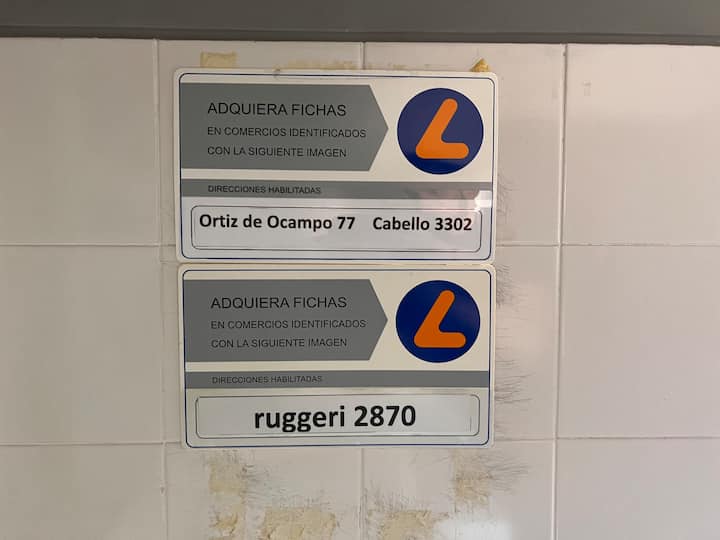 ADQUIERA FICHAS
EN COMERCIOS IDENTIFICADOS
CON LA SIGUIENTE IMAGEN
DIRECCIONES HABILITADAS
Ortiz de Ocampo 77 Cabello 3302
ADQUIERA FICHAS
EN COMERCIOS IDENTIFICADOS
CON LA SIGUIENTE IMAGEN
DIRECCIONES HABILITADAS
ruggeri 2870